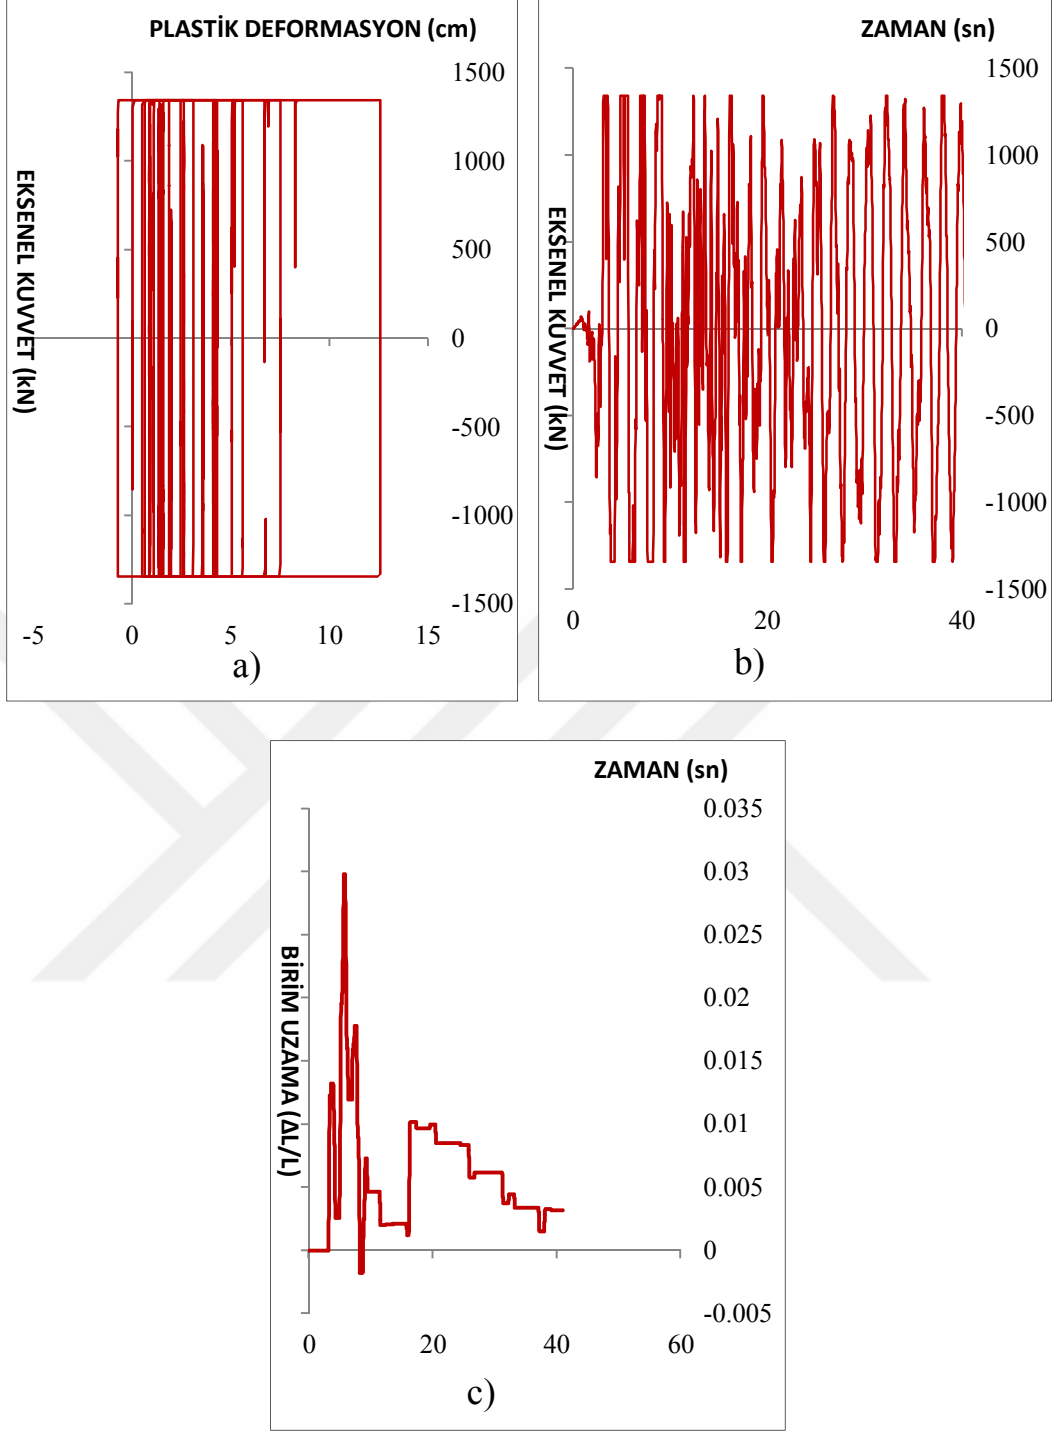 PLASTİK DEFORMASYON (cm)
EKSENEL KUVVET (kN)
1500
1000
500
0
-500
-1000
-1500
-5 0 5 10 15
a)
ZAMAN (sn)
EKSENEL KUVVET (kN)
1500
1000
500
0
-500
-1000
-1500
0 20 40
b)
ZAMAN (sn)
BİRİM UZAMA (ΔL/L)
0.035
0.03
0.025
0.02
0.015
0.01
0.005
0
-0.005
0 20 40 60
c)